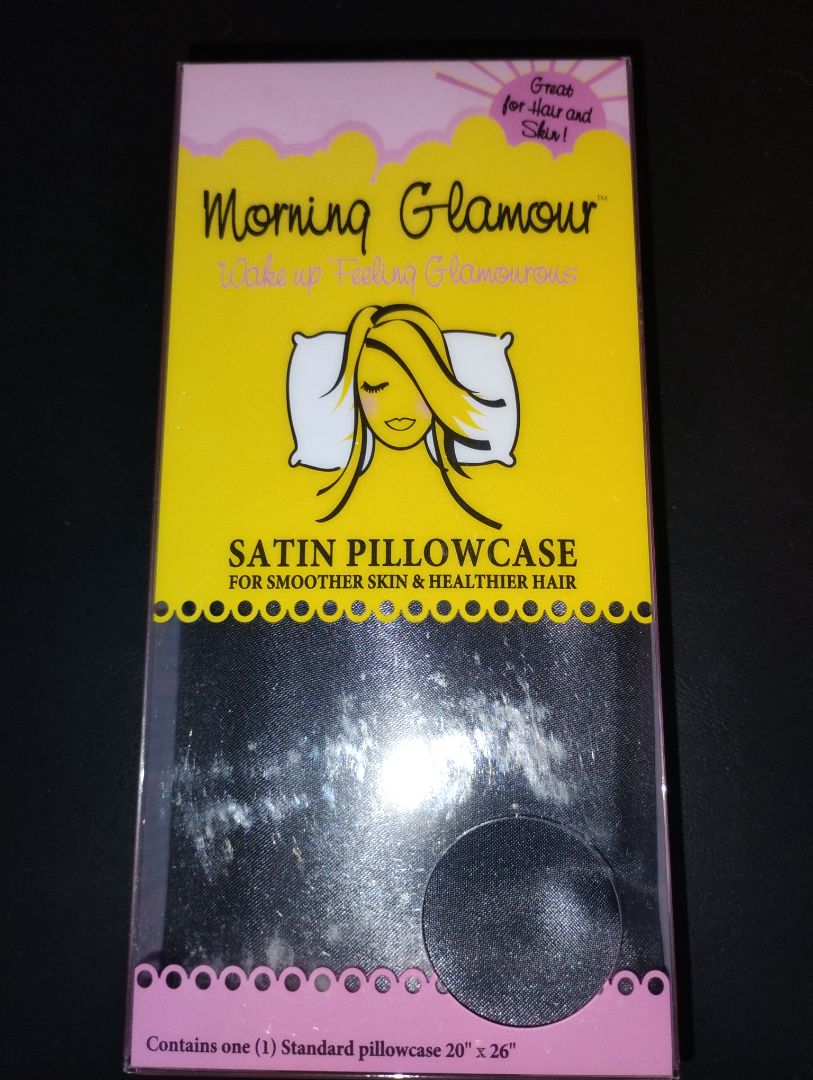 Great
for Hair and
Skin!
Morning Glamour™
Wake up Feeling Glamourous
SATIN PILLOWCASE
FOR SMOOTHER SKIN & HEALTHIER HAIR
Contains one (1) Standard pillowcase 20" x 26"